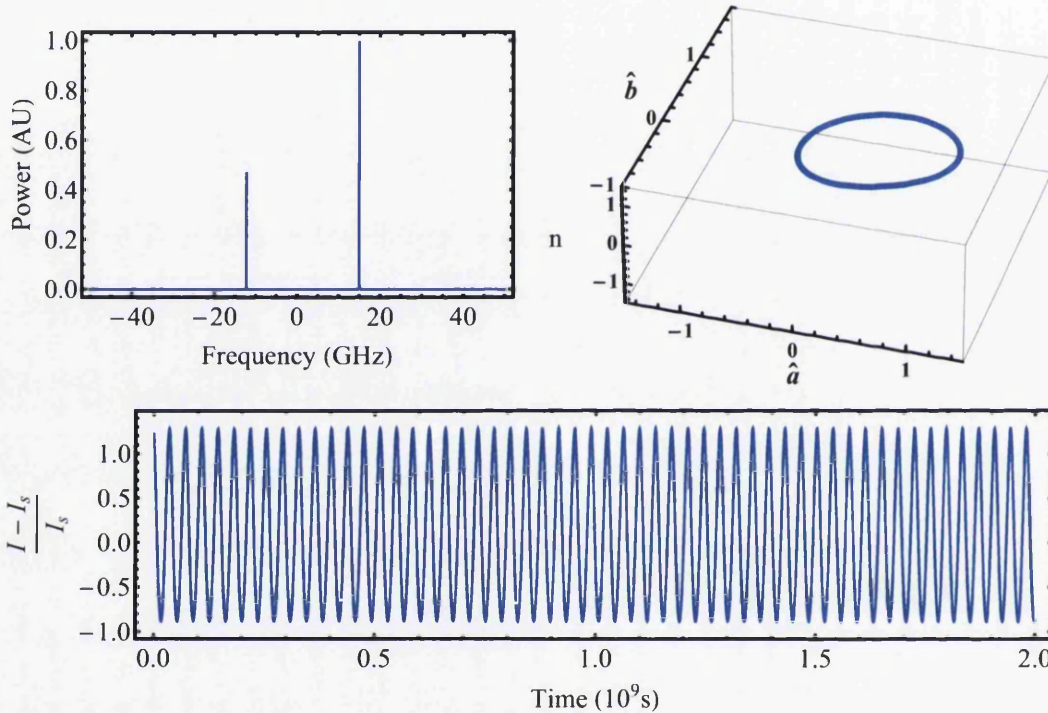 1.0
0.8
0.6
0.4
0.2
0.0
Power (AU)
−40 −20 0 20 40
Frequency (GHz)
1
b̂
0
−1
1
n 0
−1
−1 0 1
â
1.0
0.5
0.0
−0.5
−1.0
I − I_s
I_s
0.0 0.5 1.0 1.5 2.0
Time (10⁹s)